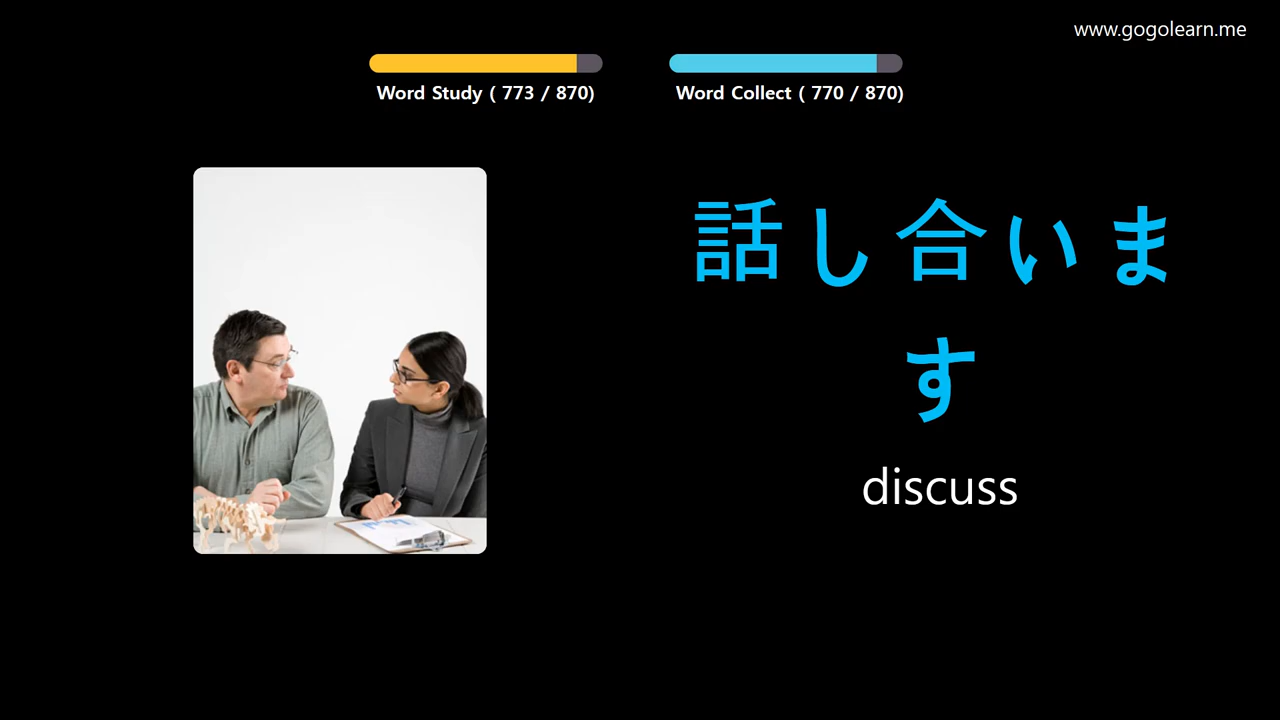 www.gogolearn.me
Word Study ( 773 / 870)
Word Collect ( 770 / 870)
話し合いま
す
discuss